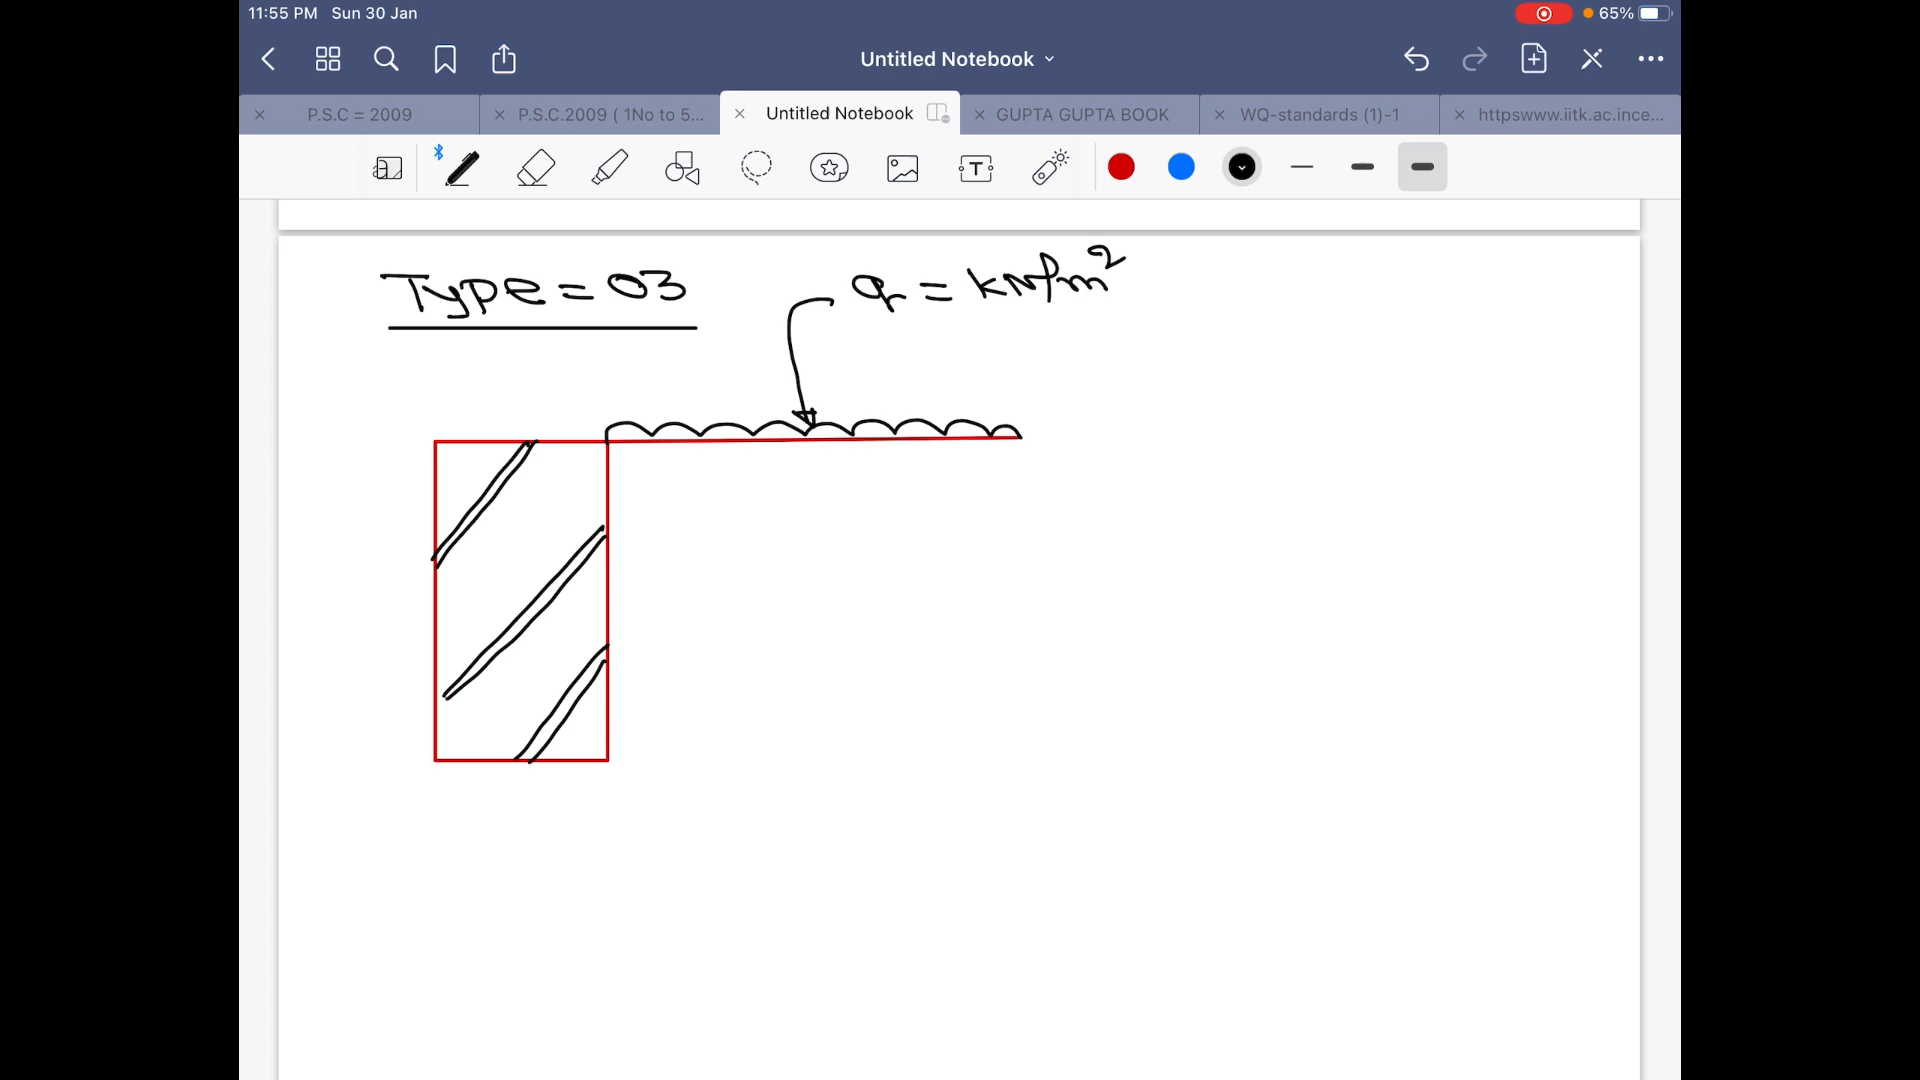 11:55 PM Sun 30 Jan
65%
Untitled Notebook
P.S.C = 2009
P.S.C.2009 ( 1No to 5...
Untitled Notebook
GUPTA GUPTA BOOK
WQ-standards (1)-1
httpswww.iitk.ac.ince...
Type = 03
q = kN/m²